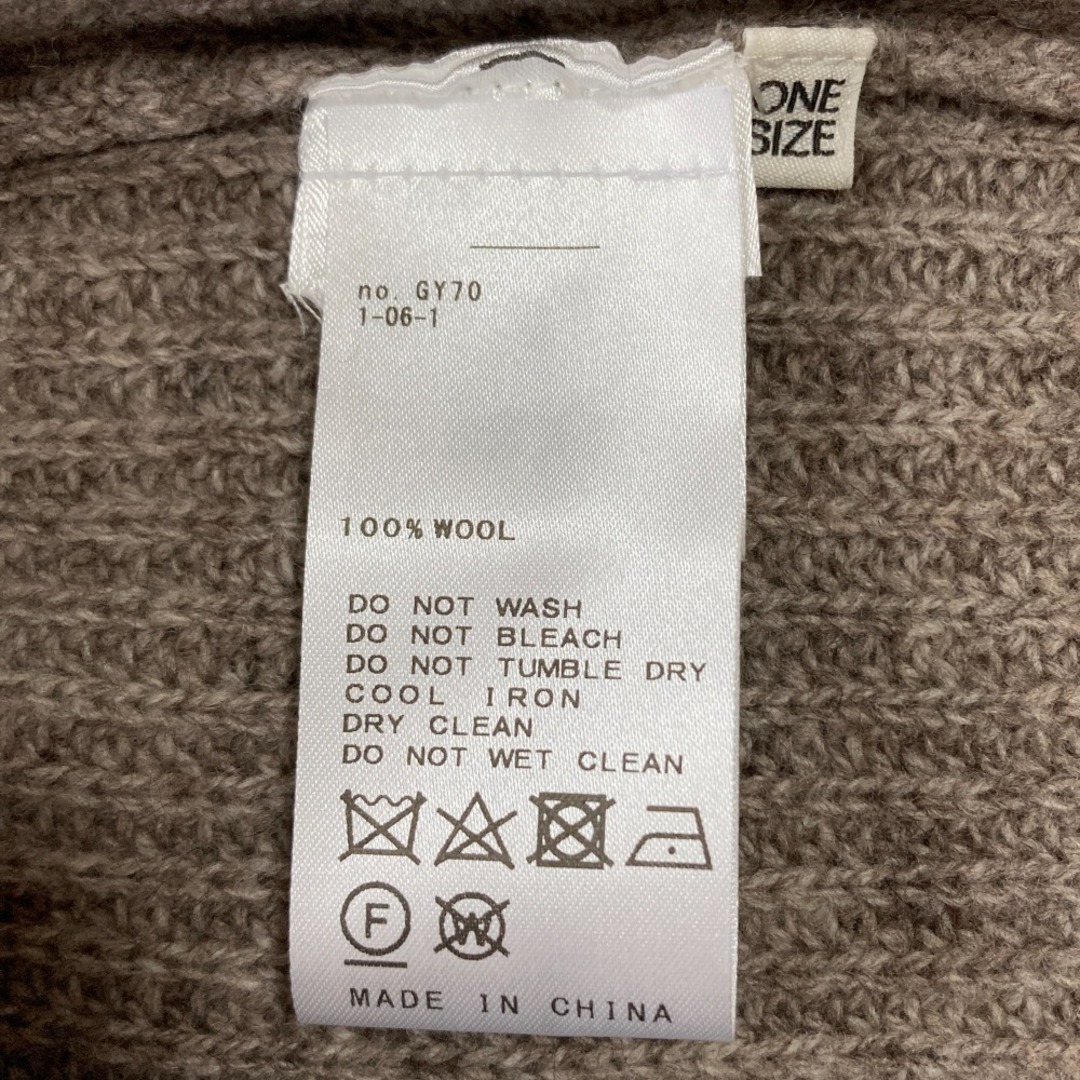 ONE
SIZE
no. GY70
1-06-1
100% WOOL
DO NOT WASH
DO NOT BLEACH
DO NOT TUMBLE DRY
COOL IRON
DRY CLEAN
DO NOT WET CLEAN
F W
MADE IN CHINA